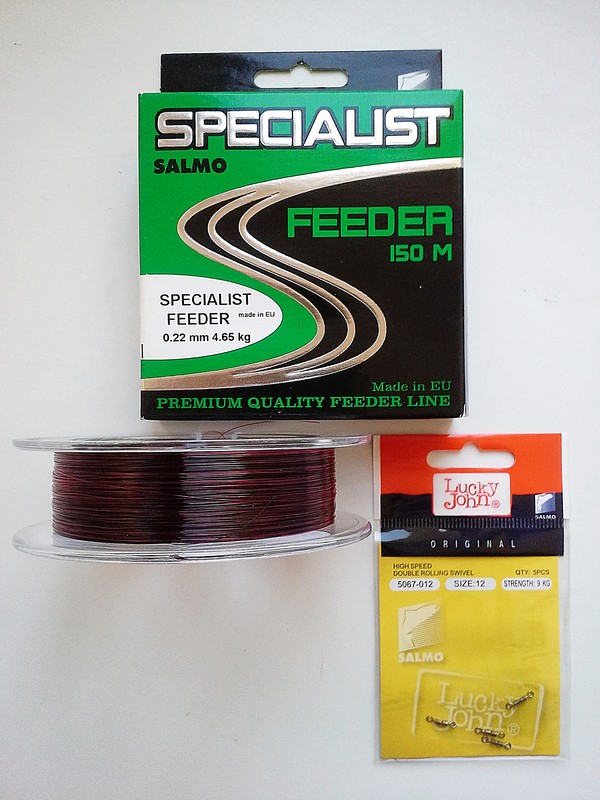 SPECIALIST
SALMO
FEEDER
150 M
SPECIALIST
FEEDER made in EU
0.22 mm 4.65 kg
Made in EU
PREMIUM QUALITY FEEDER LINE
Lucky
John®
SALMO
ORIGINAL
HIGH SPEED
DOUBLE ROLLING SWIVEL QTY: 5PCS
5067-012 SIZE:12 STRENGTH: 9 KG
SALMO
Lucky
John®